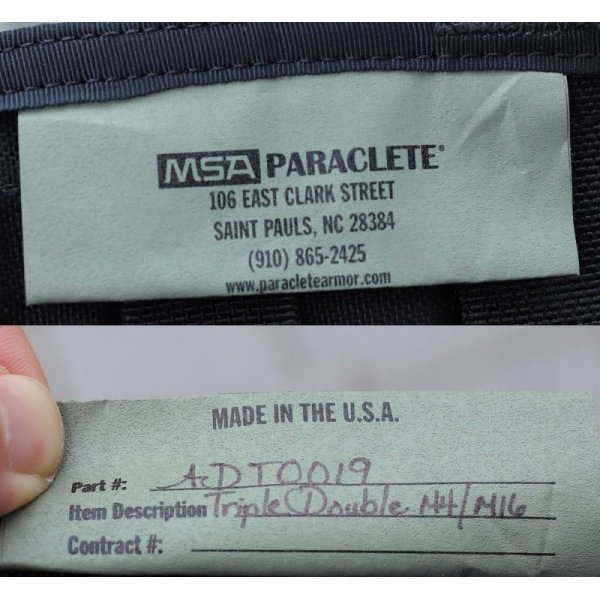 MSA PARACLETE®
106 EAST CLARK STREET
SAINT PAULS, NC 28384
(910) 865-2425
www.paracletearmor.com
MADE IN THE U.S.A.
Part #: ADT0019
Item Description Triple Double M4/M16
Contract #: